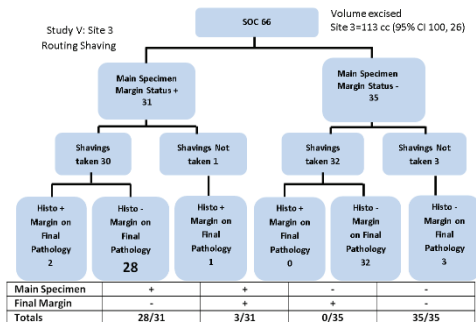 Study V: Site 3
Routing Shaving
SOC 66
Volume excised
Site 3=113 cc (95% CI 100, 26)
Main Specimen
Margin Status +
31
Main Specimen
Margin Status -
35
Shavings
taken 30
Shavings Not
taken 1
Shavings
taken 32
Shavings Not
taken 3
Histo +
Margin on
Final
Pathology
2
Histo -
Margin on
Final
Pathology
28
Histo +
Margin on
Final
Pathology
1
Histo +
Margin on
Final
Pathology
0
Histo -
Margin
on Final
Pathology
32
Histo -
Margin on
Final
Pathology
3
Main Specimen + + - -
Final Margin - + + -
Totals 28/31 3/31 0/35 35/35